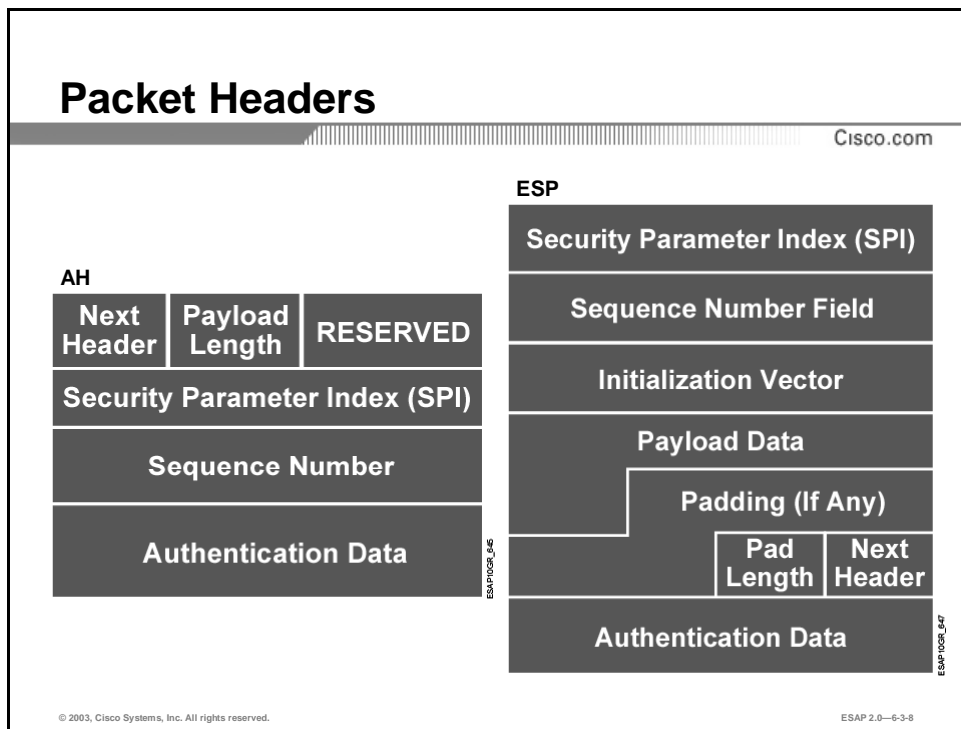 Packet Headers
Cisco.com
AH
Next Header
Payload Length
RESERVED
Security Parameter Index (SPI)
Sequence Number
Authentication Data
ESAP10GR_645
ESP
Security Parameter Index (SPI)
Sequence Number Field
Initialization Vector
Payload Data
Padding (If Any)
Pad Length
Next Header
Authentication Data
ESAP10GR_647
© 2003, Cisco Systems, Inc. All rights reserved.
ESAP 2.0—6-3-8